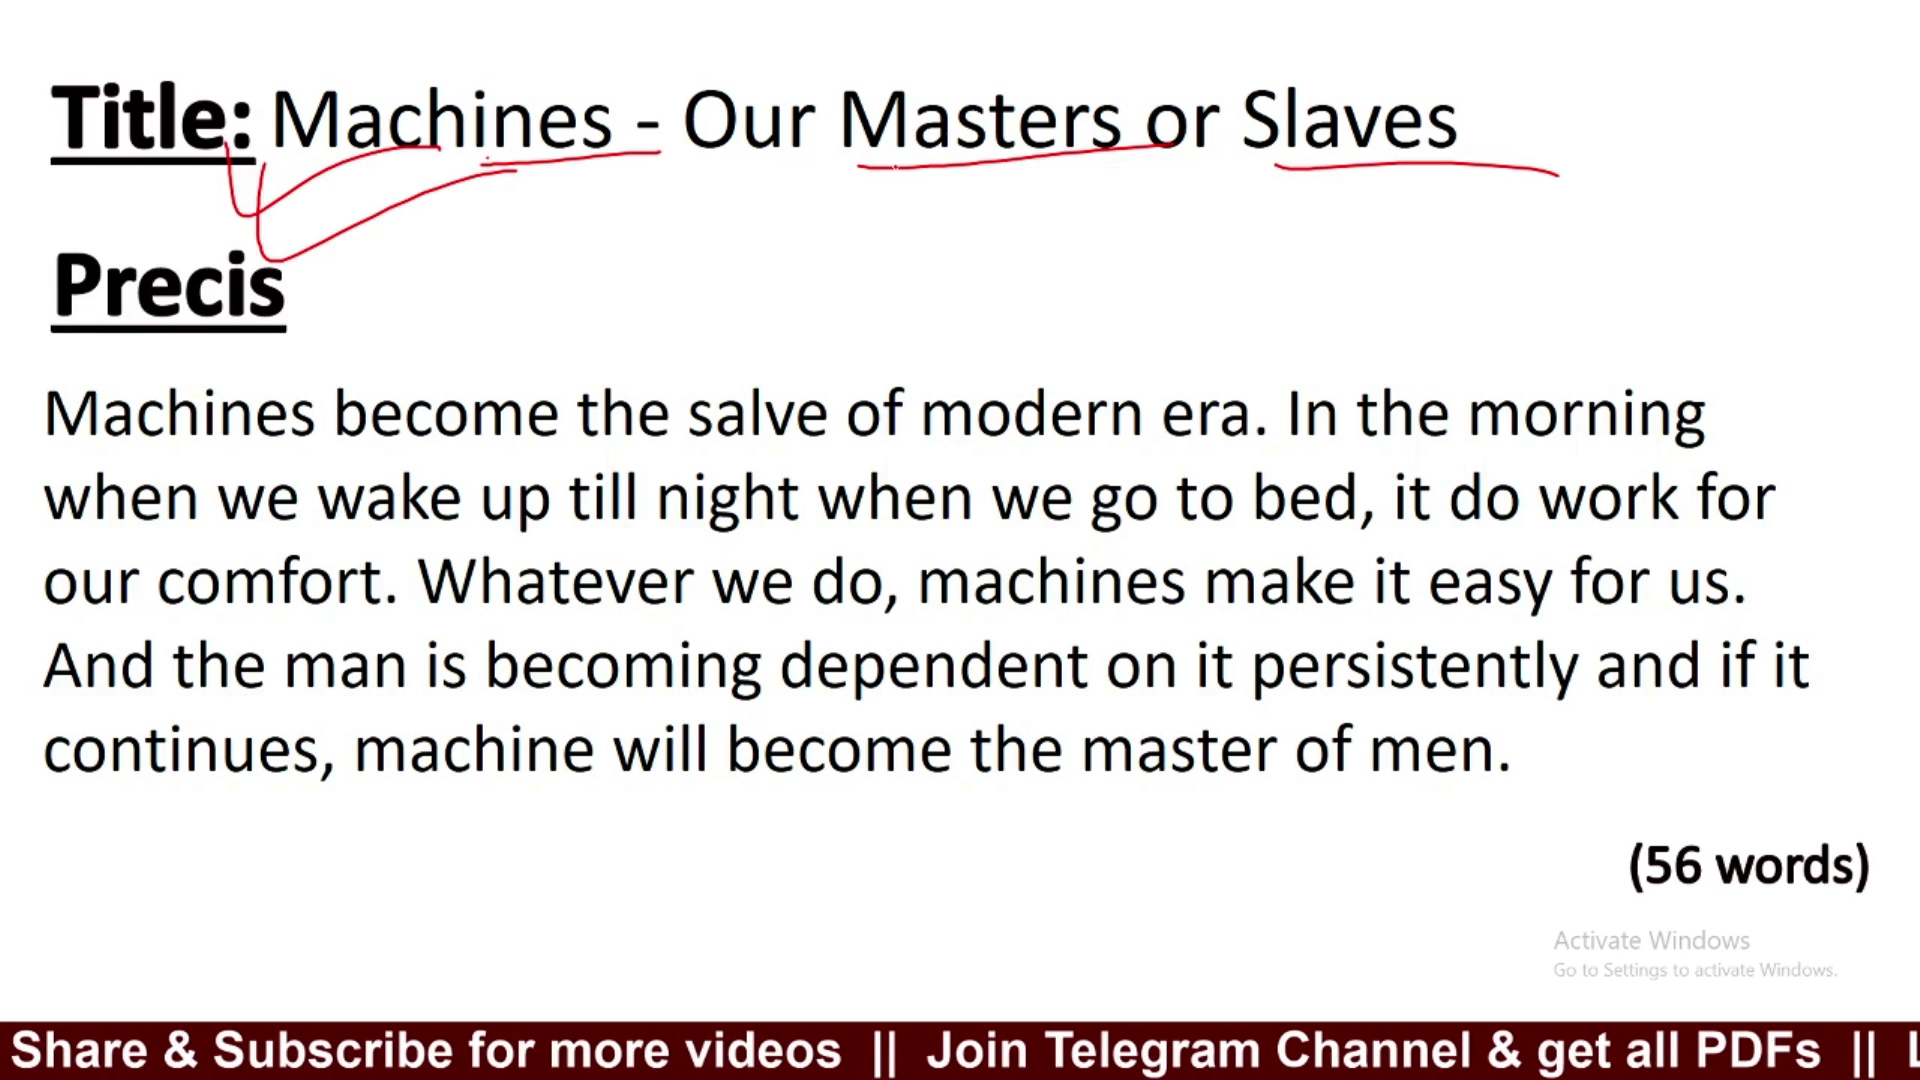 Title: Machines - Our Masters or Slaves
Precis
Machines become the salve of modern era. In the morning
when we wake up till night when we go to bed, it do work for
our comfort. Whatever we do, machines make it easy for us.
And the man is becoming dependent on it persistently and if it
continues, machine will become the master of men.
(56 words)
Activate Windows
Go to Settings to activate Windows.
Share & Subscribe for more videos || Join Telegram Channel & get all PDFs ||